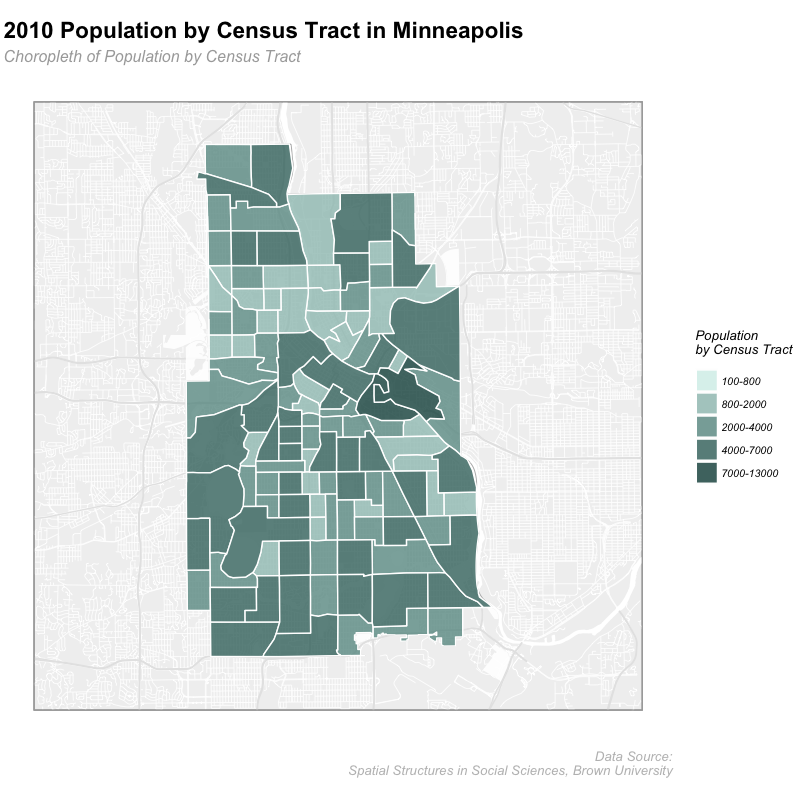 2010 Population by Census Tract in Minneapolis
Choropleth of Population by Census Tract
Population
by Census Tract
100-800
800-2000
2000-4000
4000-7000
7000-13000
Data Source:
Spatial Structures in Social Sciences, Brown University